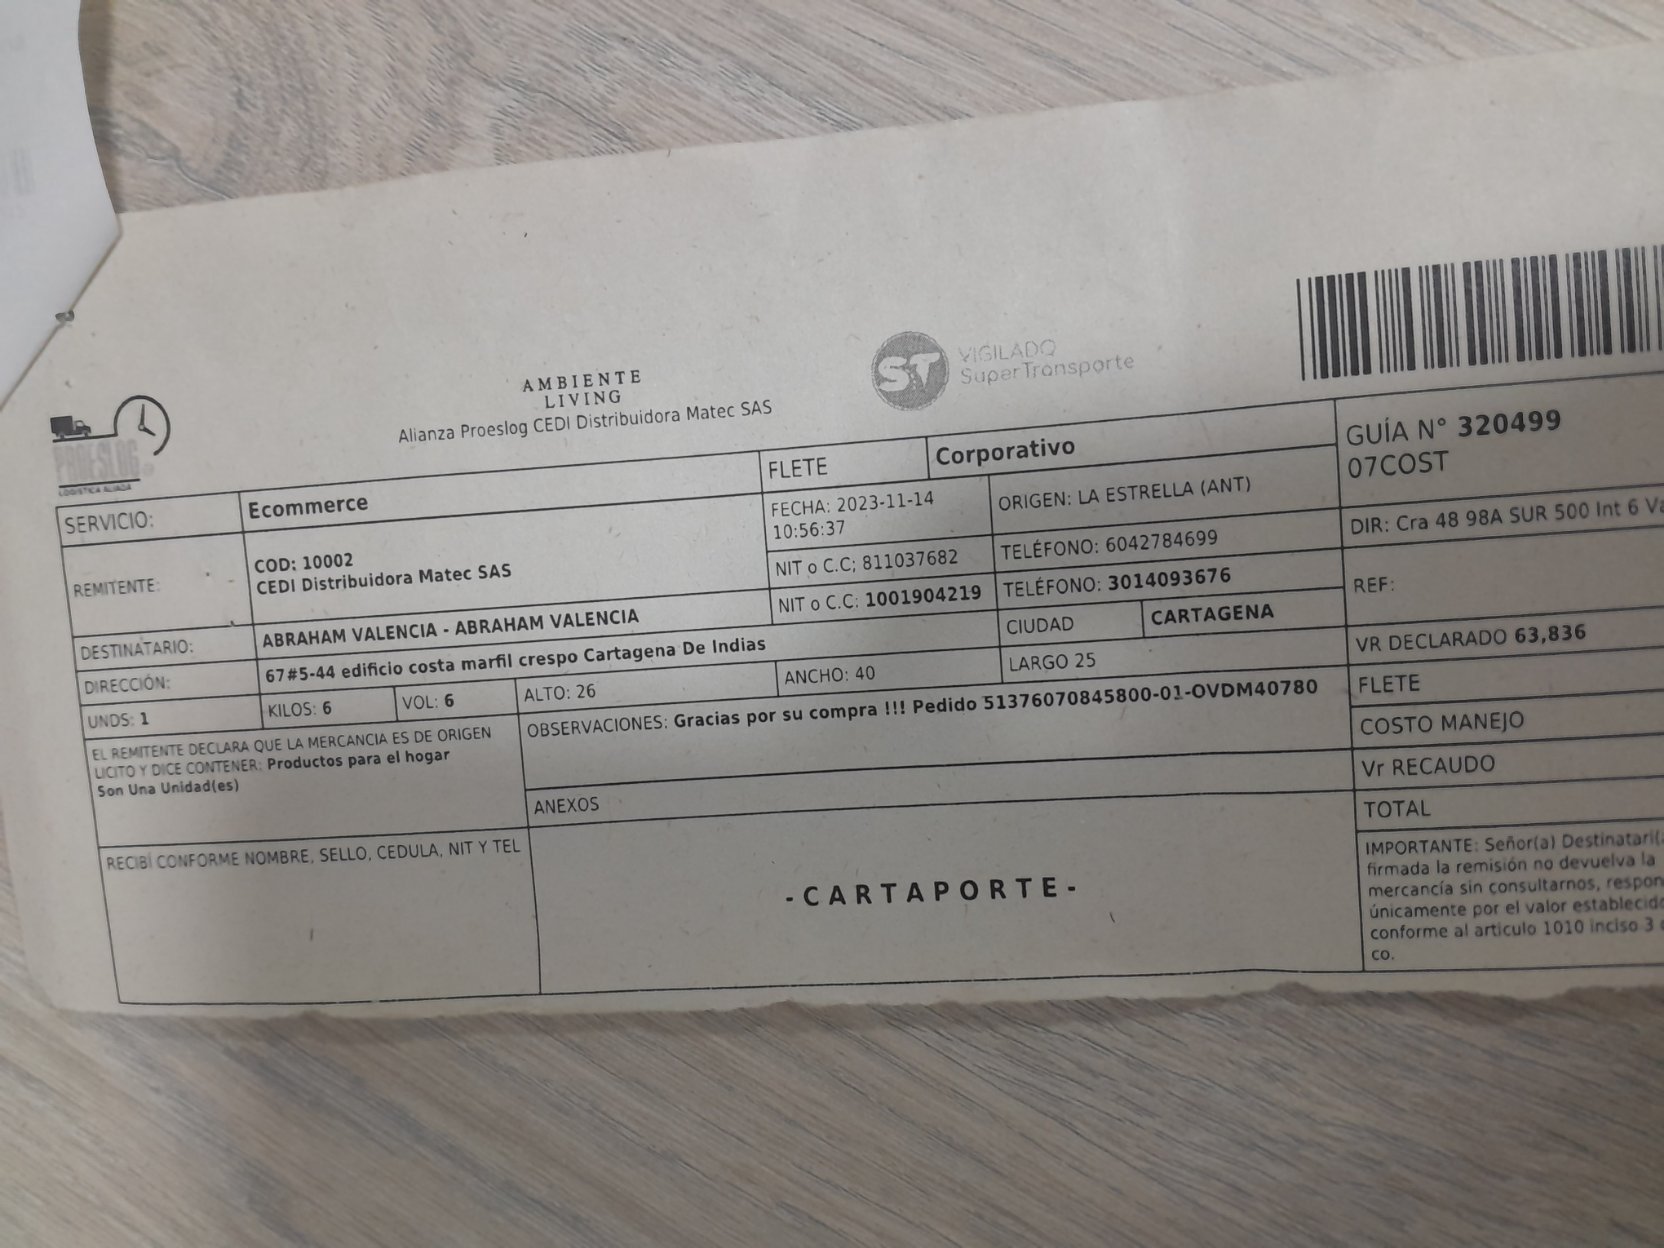 AMBIENTE
LIVING
Alianza Proeslog CEDI Distribuidora Matec SAS
ST VIGILADO
SuperTransporte
PROESLOG
LOGISTICA ALIADA
SERVICIO: Ecommerce
FLETE Corporativo
GUÍA N° 320499
07COST
REMITENTE:
COD: 10002
CEDI Distribuidora Matec SAS
FECHA: 2023-11-14
10:56:37
ORIGEN: LA ESTRELLA (ANT)
DIR: Cra 48 98A SUR 500 Int 6
NIT o C.C; 811037682
TELÉFONO: 6042784699
DESTINATARIO: ABRAHAM VALENCIA - ABRAHAM VALENCIA
NIT o C.C: 1001904219
TELÉFONO: 3014093676
REF:
DIRECCIÓN: 67#5-44 edificio costa marfil crespo Cartagena De Indias
CIUDAD CARTAGENA
VR DECLARADO 63,836
UNDS: 1 KILOS: 6 VOL: 6 ALTO: 26 ANCHO: 40 LARGO 25
FLETE
EL REMITENTE DECLARA QUE LA MERCANCIA ES DE ORIGEN
LICITO Y DICE CONTENER: Productos para el hogar
Son Una Unidad(es)
OBSERVACIONES: Gracias por su compra !!! Pedido 51376070845800-01-OVDM40780
COSTO MANEJO
Vr RECAUDO
ANEXOS
TOTAL
RECIBÍ CONFORME NOMBRE, SELLO, CEDULA, NIT Y TEL
-CARTAPORTE-
IMPORTANTE: Señor(a)
firmada la remisión no devuelva la
mercancía sin consultarnos,
únicamente por el valor
conforme al articulo 1010 inciso 3
co.